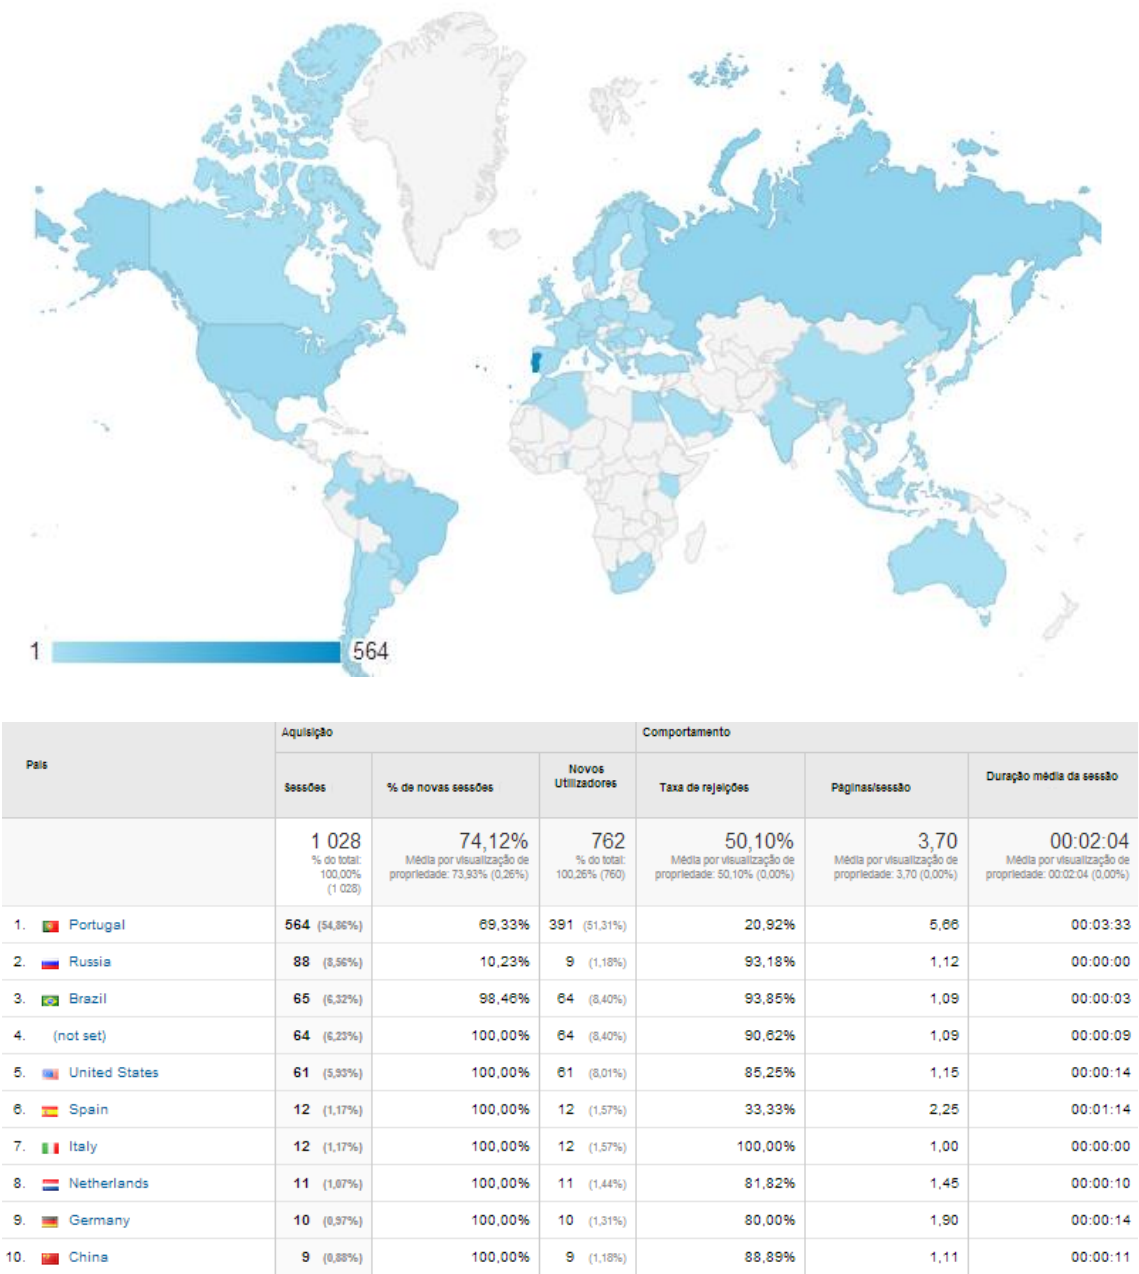 1 564
Aquisição Comportamento
País
Sessões % de novas sessões Novos Utilizadores Taxa de rejeições Páginas/sessão Duração média da sessão
1 028 74,12% 762 50,10% 3,70 00:02:04
% do total: 100,00% (1 028) Média por visualização de propriedade: 73,93% (0,26%) % do total: 100,26% (760) Média por visualização de propriedade: 50,10% (0,00%) Média por visualização de propriedade: 3,70 (0,00%) Média por visualização de propriedade: 00:02:04 (0,00%)
1. Portugal 564 (54,86%) 69,33% 391 (51,31%) 20,92% 5,66 00:03:33
2. Russia 88 (8,56%) 10,23% 9 (1,18%) 93,18% 1,12 00:00:00
3. Brazil 65 (6,32%) 98,46% 64 (8,40%) 93,85% 1,09 00:00:03
4. (not set) 64 (6,23%) 100,00% 64 (8,40%) 90,62% 1,09 00:00:09
5. United States 61 (5,93%) 100,00% 61 (8,01%) 85,25% 1,15 00:00:14
6. Spain 12 (1,17%) 100,00% 12 (1,57%) 33,33% 2,25 00:01:14
7. Italy 12 (1,17%) 100,00% 12 (1,57%) 100,00% 1,00 00:00:00
8. Netherlands 11 (1,07%) 100,00% 11 (1,44%) 81,82% 1,45 00:00:10
9. Germany 10 (0,97%) 100,00% 10 (1,31%) 80,00% 1,90 00:00:14
10. China 9 (0,88%) 100,00% 9 (1,18%) 88,89% 1,11 00:00:11